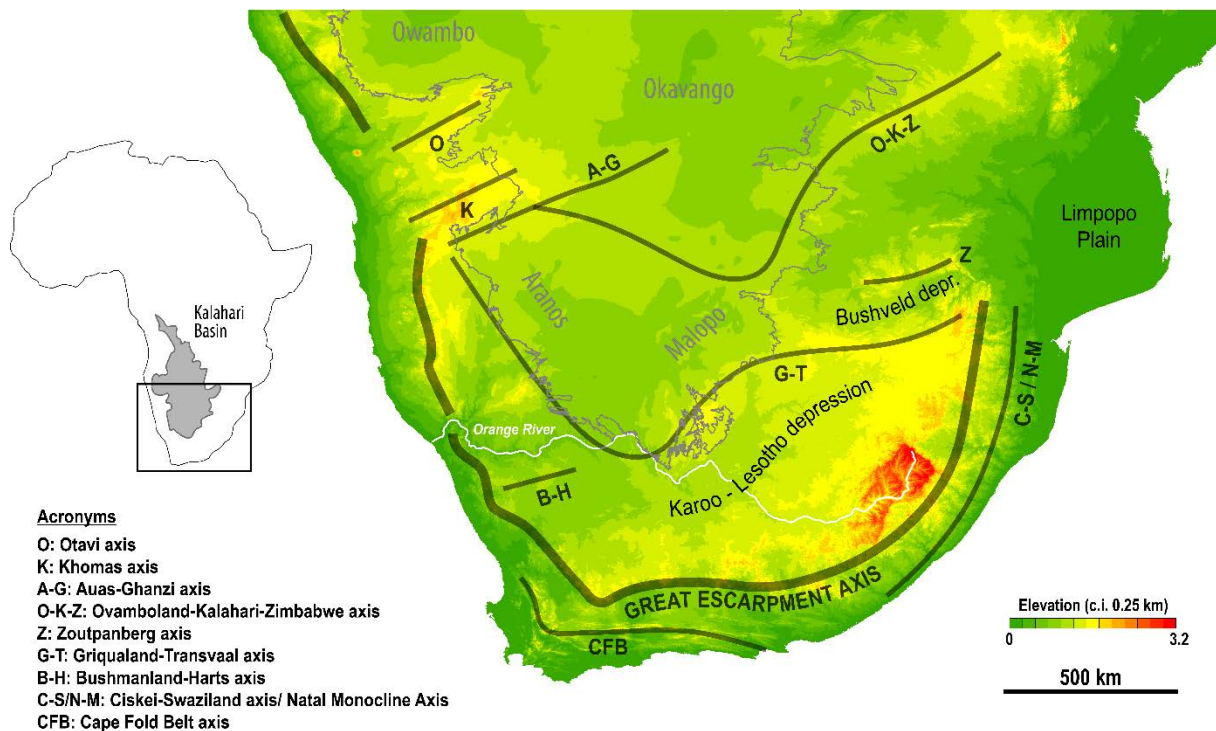 Owambo
Okavango
O-K-Z
O
A-G
K
Limpopo
Plain
Z
Aranos
Bushveld depr.
Malopo
Kalahari
Basin
G-T
C-S / N-M
Orange River
Karoo - Lesotho depression
B-H
GREAT ESCARPMENT AXIS
CFB
Acronyms
O: Otavi axis
K: Khomas axis
A-G: Auas-Ghanzi axis
O-K-Z: Ovamboland-Kalahari-Zimbabwe axis
Z: Zoutpanberg axis
G-T: Griqualand-Transvaal axis
B-H: Bushmanland-Harts axis
C-S/N-M: Ciskei-Swaziland axis/ Natal Monocline Axis
CFB: Cape Fold Belt axis
Elevation (c.i. 0.25 km)
0 3.2
500 km